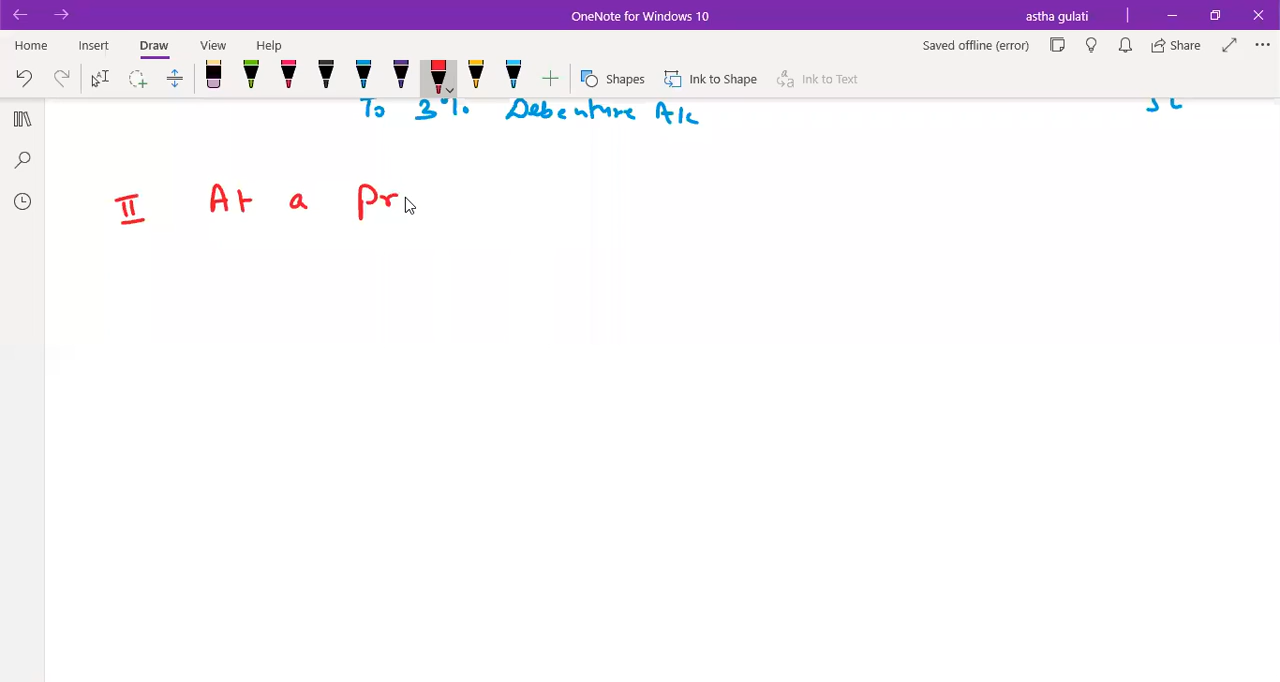 OneNote for Windows 10
astha gulati
Home Insert Draw View Help
Saved offline (error) Share
Shapes Ink to Shape Ink to Text
To 3% Debenture A/c
II At a Pr